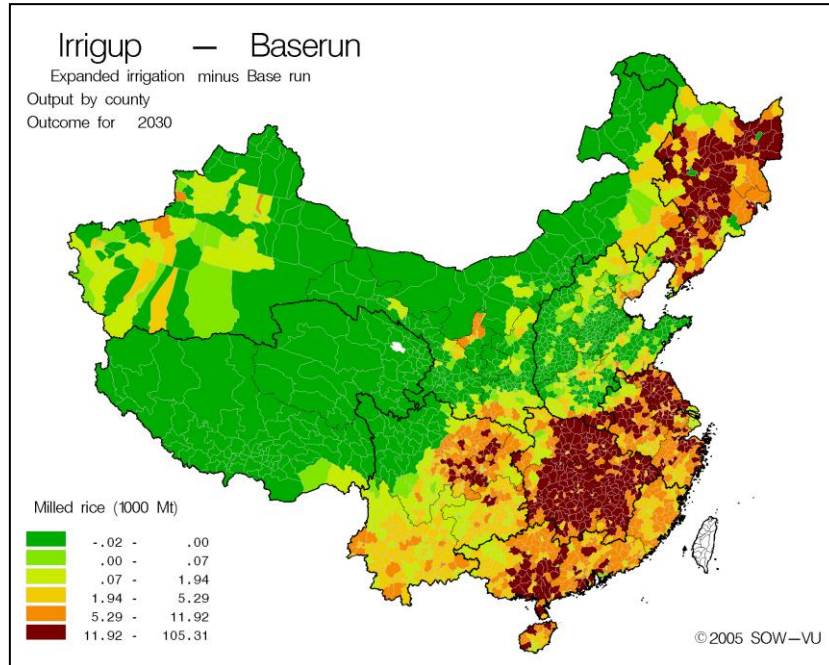 Irrigup — Baserun
Expanded irrigation minus Base run
Output by county
Outcome for 2030
Milled rice (1000 Mt)
-.02 - .00
.00 - .07
.07 - 1.94
1.94 - 5.29
5.29 - 11.92
11.92 - 105.31
©2005 SOW—VU